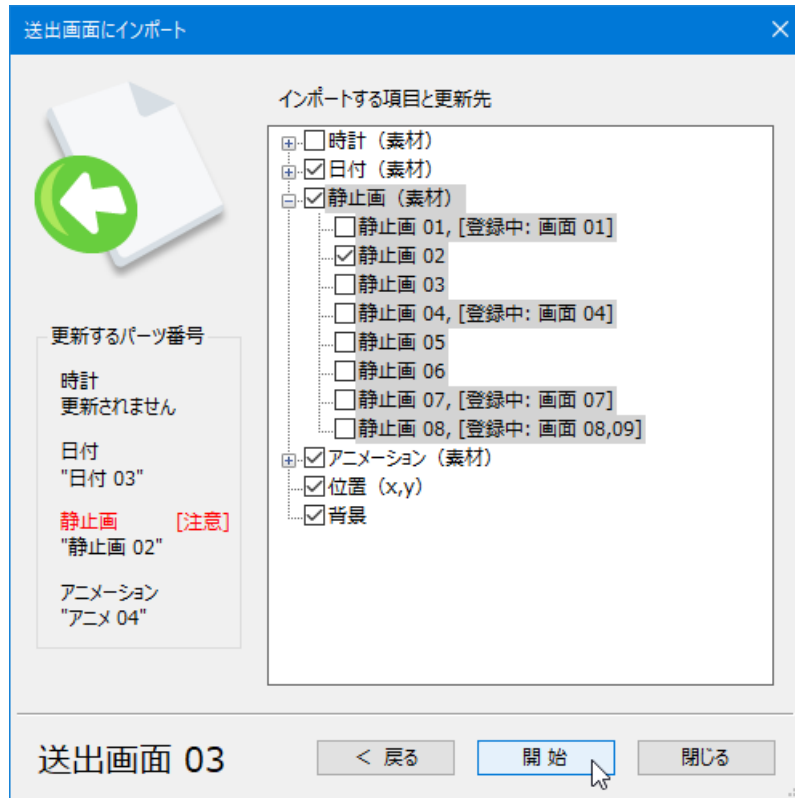 送出画面にインポート
インポートする項目と更新先
時計（素材）
日付（素材）
静止画（素材）
静止画 01, [登録中: 画面 01]
静止画 02
静止画 03
静止画 04, [登録中: 画面 04]
静止画 05
静止画 06
静止画 07, [登録中: 画面 07]
静止画 08, [登録中: 画面 08,09]
アニメーション（素材）
位置（x,y）
背景
更新するパーツ番号
時計
更新されません
日付
"日付 03"
静止画 [注意]
"静止画 02"
アニメーション
"アニメ 04"
送出画面 03
< 戻る
開 始
閉じる